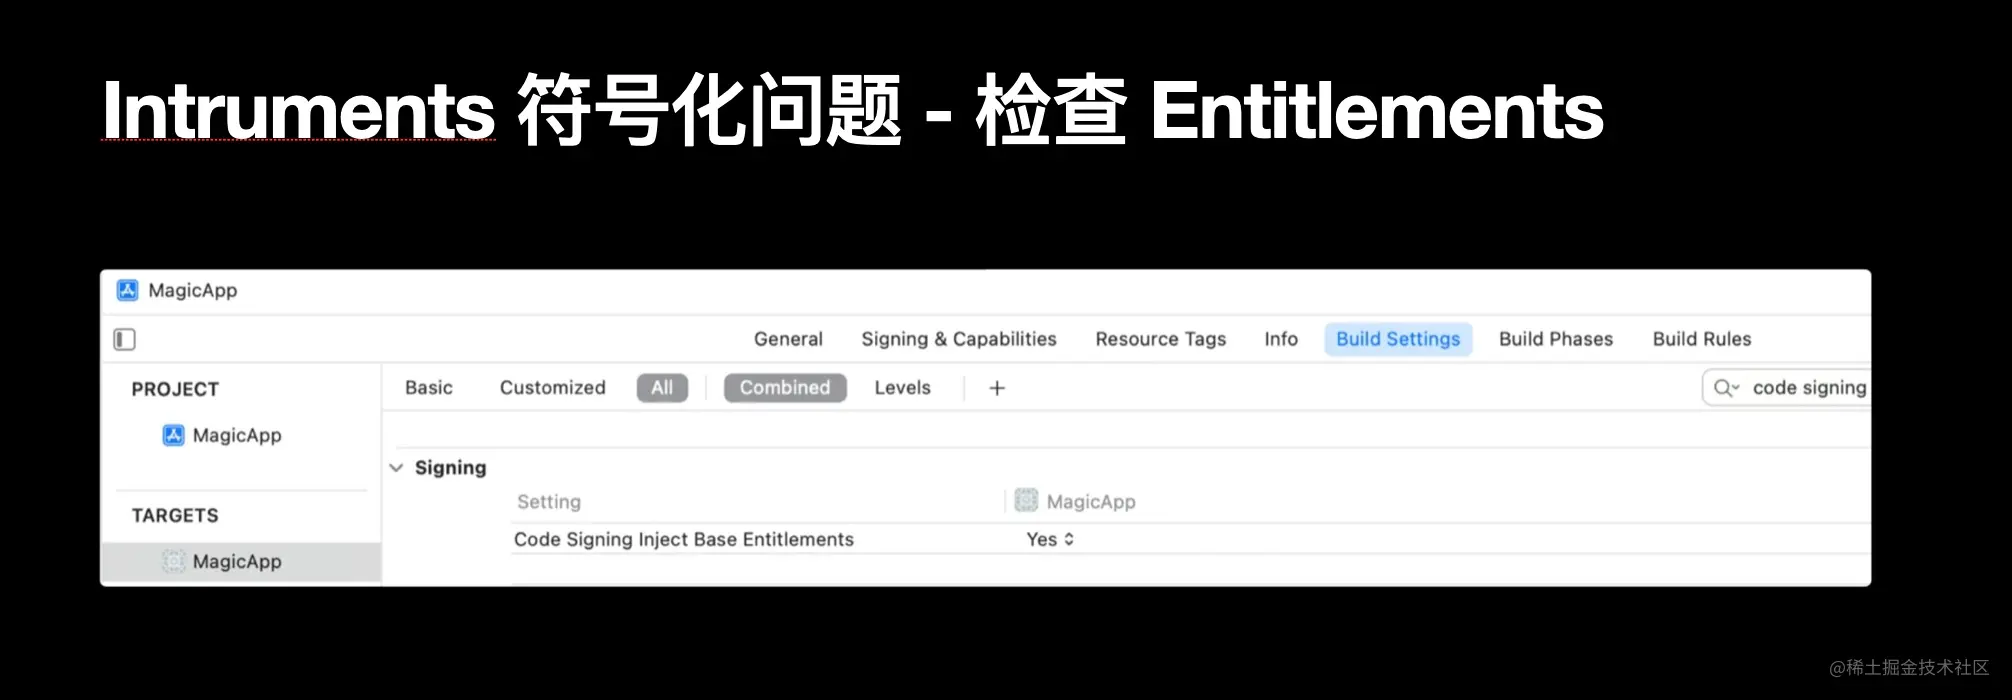 Intruments 符号化问题 - 检查 Entitlements
MagicApp
General Signing & Capabilities Resource Tags Info Build Settings Build Phases Build Rules
PROJECT
MagicApp
TARGETS
MagicApp
Basic Customized All Combined Levels + code signing
Signing
Setting MagicApp
Code Signing Inject Base Entitlements Yes
@稀土掘金技术社区